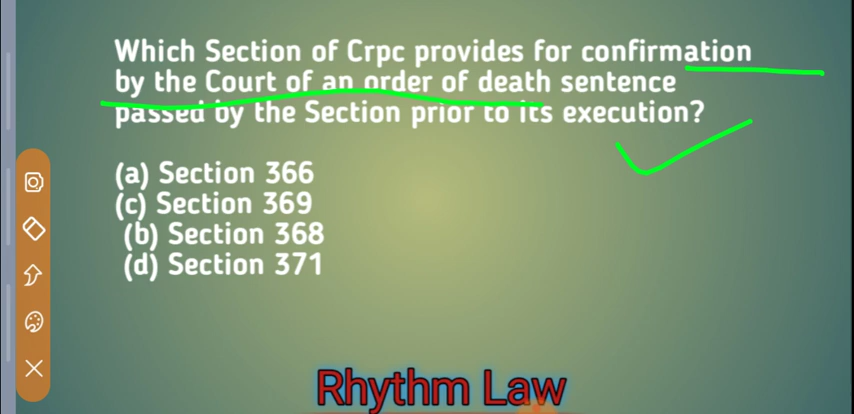 Which Section of Crpc provides for confirmation
by the Court of an order of death sentence
passed by the Section prior to its execution?
(a) Section 366
(c) Section 369
(b) Section 368
(d) Section 371
Rhythm Law